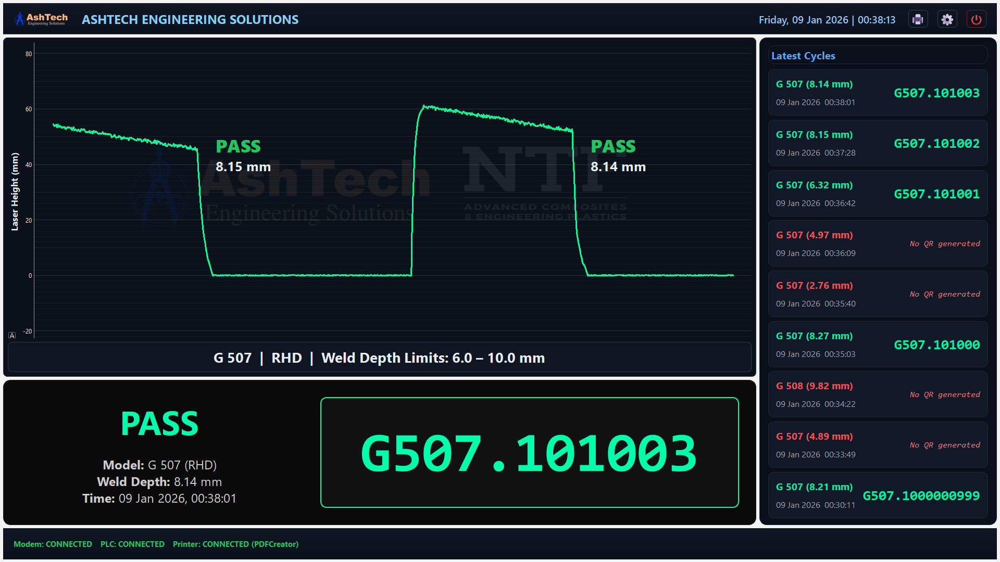 AshTech
Engineering Solutions
ASHTECH ENGINEERING SOLUTIONS
Friday, 09 Jan 2026 | 00:38:13
80
60
40
20
0
-20
Laser Height (mm)
A
PASS
8.15 mm
PASS
8.14 mm
AshTech
Engineering Solutions
NTF
ADVANCED COMPOSITES
& ENGINEERING PLASTICS
G 507 | RHD | Weld Depth Limits: 6.0 – 10.0 mm
PASS
Model: G 507 (RHD)
Weld Depth: 8.14 mm
Time: 09 Jan 2026, 00:38:01
G507.101003
Latest Cycles
G 507 (8.14 mm)
09 Jan 2026 00:38:01
G507.101003
G 507 (8.15 mm)
09 Jan 2026 00:37:28
G507.101002
G 507 (6.32 mm)
09 Jan 2026 00:36:42
G507.101001
G 507 (4.97 mm)
09 Jan 2026 00:36:09
No QR generated
G 507 (2.76 mm)
09 Jan 2026 00:35:40
No QR generated
G 507 (8.27 mm)
09 Jan 2026 00:35:03
G507.101000
G 508 (9.82 mm)
09 Jan 2026 00:34:22
No QR generated
G 507 (4.89 mm)
09 Jan 2026 00:33:49
No QR generated
G 507 (8.21 mm)
09 Jan 2026 00:30:11
G507.1000000999
Modem: CONNECTED PLC: CONNECTED Printer: CONNECTED (PDFCreator)